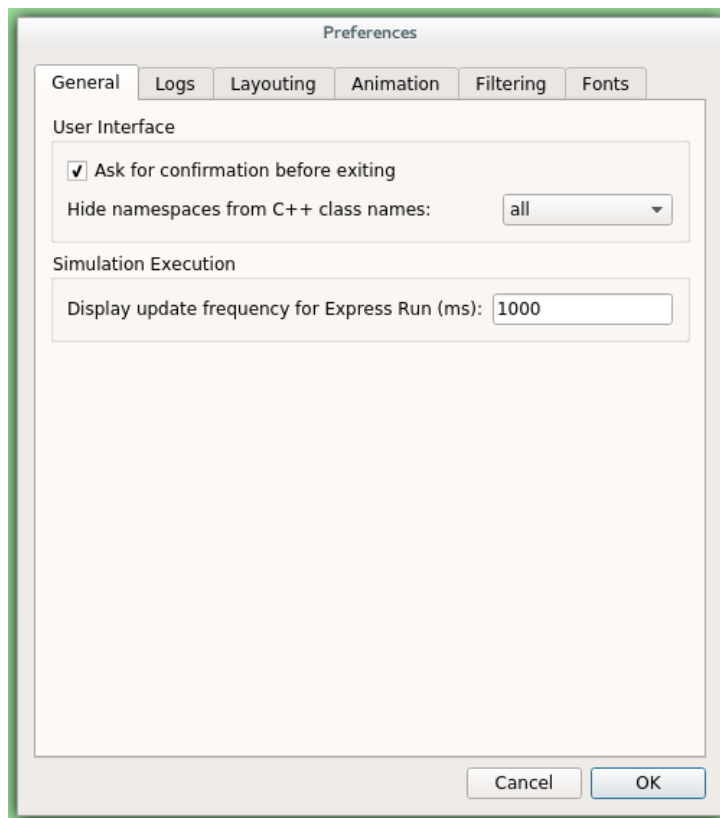 Preferences
General Logs Layouting Animation Filtering Fonts
User Interface
Ask for confirmation before exiting
Hide namespaces from C++ class names: all
Simulation Execution
Display update frequency for Express Run (ms): 1000
Cancel OK